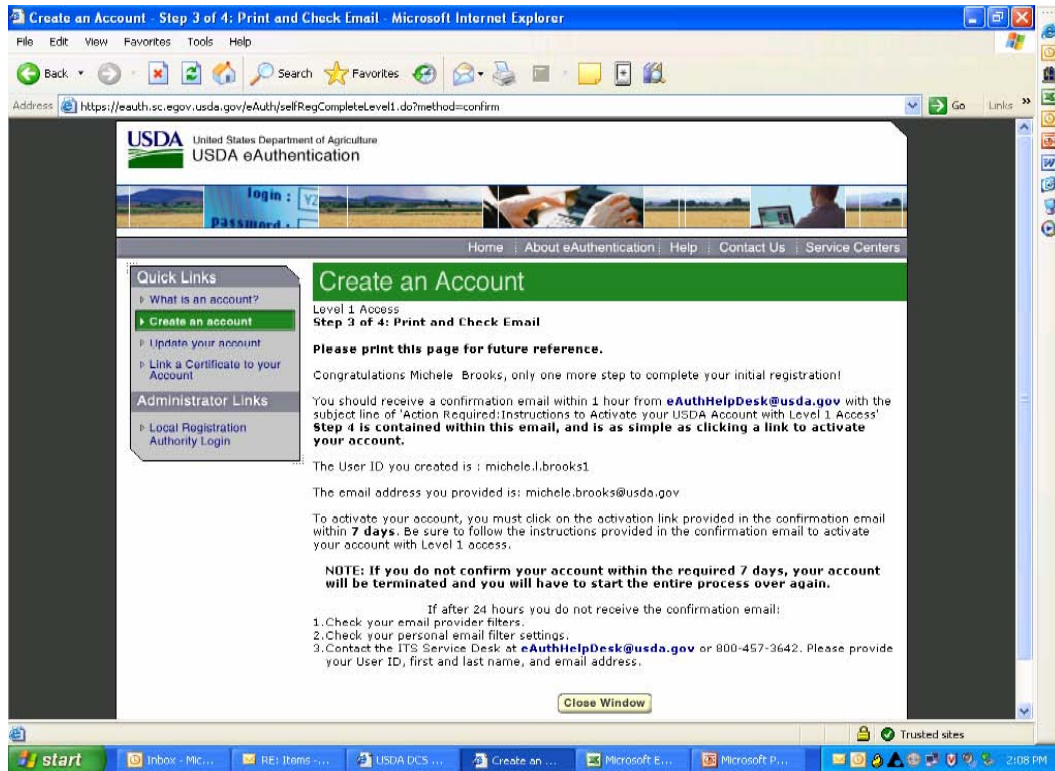 Create an Account - Step 3 of 4: Print and Check Email - Microsoft Internet Explorer
File Edit View Favorites Tools Help
Back Search Favorites
Address https://eauth.sc.egov.usda.gov/eAuth/selfRegCompleteLevel1.do?method=confirm Go Links »
USDA United States Department of Agriculture
USDA eAuthentication
login :
Y2
password :
Home About eAuthentication Help Contact Us Service Centers
Quick Links
What is an account?
Create an account
Update your account
Link a Certificate to your
Account
Administrator Links
Local Registration
Authority Login
Create an Account
Level 1 Access
Step 3 of 4: Print and Check Email
Please print this page for future reference.
Congratulations Michele Brooks, only one more step to complete your initial registration!
You should receive a confirmation email within 1 hour from eAuthHelpDesk@usda.gov with the
subject line of 'Action Required:Instructions to Activate your USDA Account with Level 1 Access'
Step 4 is contained within this email, and is as simple as clicking a link to activate
your account.
The User ID you created is : michele.l.brooks1
The email address you provided is: michele.brooks@usda.gov
To activate your account, you must click on the activation link provided in the confirmation email
within 7 days. Be sure to follow the instructions provided in the confirmation email to activate
your account with Level 1 access.
NOTE: If you do not confirm your account within the required 7 days, your account
will be terminated and you will have to start the entire process over again.
If after 24 hours you do not receive the confirmation email:
1.Check your email provider filters.
2.Check your personal email filter settings.
3.Contact the ITS Service Desk at eAuthHelpDesk@usda.gov or 800-457-3642. Please provide
your User ID, first and last name, and email address.
Close Window
Trusted sites
start Inbox - Mic... RE: Items -... USDA DCS ... Create an ... Microsoft E... Microsoft P... 2:08 PM